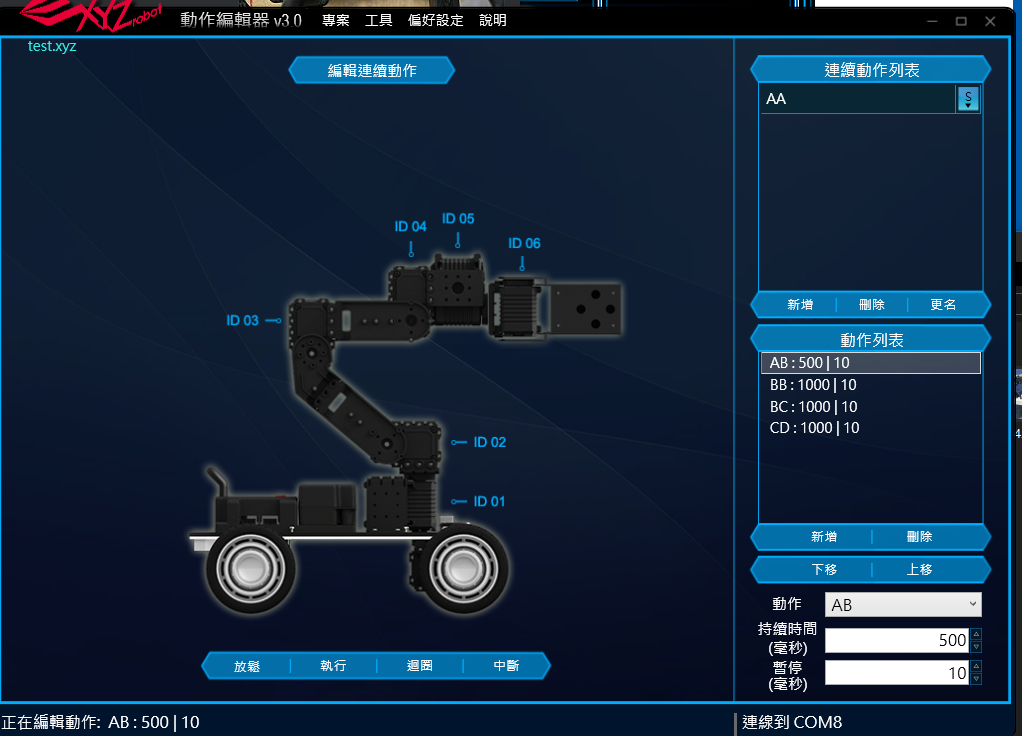 XYZrobot 動作編輯器 v3.0 專案 工具 偏好設定 說明
test.xyz
編輯連續動作
連續動作列表
AA S
ID 04
ID 05
ID 06
ID 03
ID 02
ID 01
新增 刪除 更名
動作列表
AB : 500 | 10
BB : 1000 | 10
BC : 1000 | 10
CD : 1000 | 10
新增 刪除
下移 上移
動作 AB
持續時間
(毫秒)
500
暫停
(毫秒)
10
放鬆 執行 迴圈 中斷
正在編輯動作: AB : 500 | 10
連線到 COM8